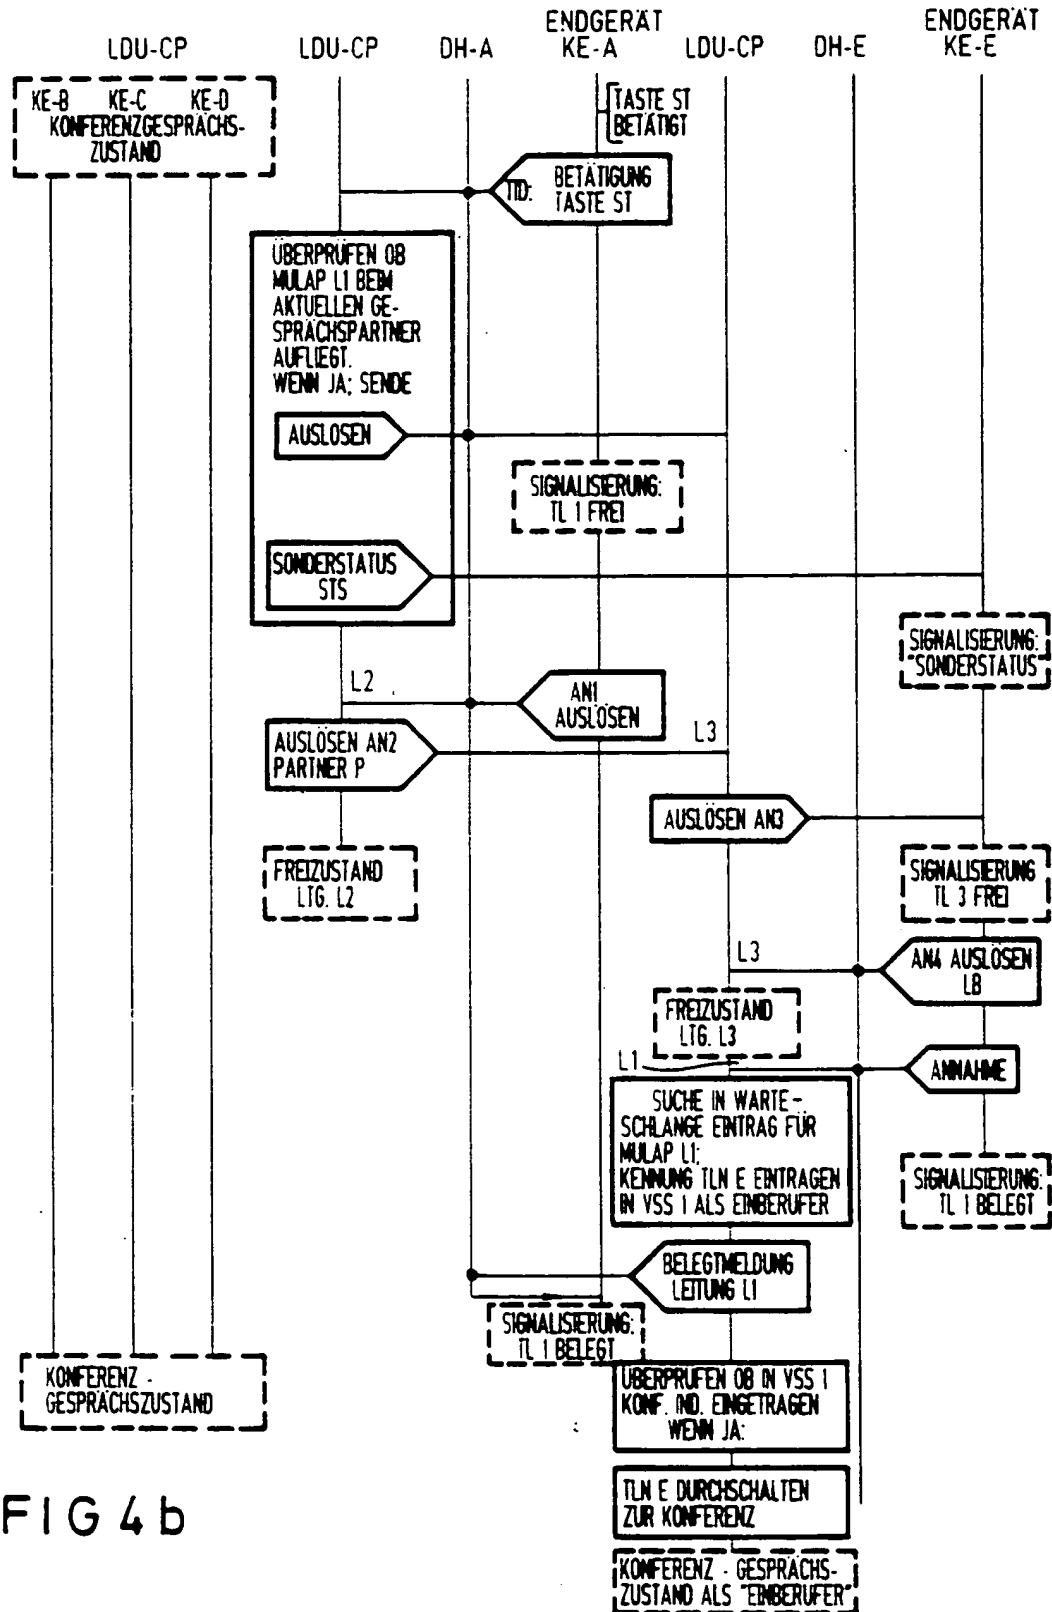 LDU-CP
LDU-CP
DH-A
ENDGERÄT
KE-A
LDU-CP
DH-E
ENDGERÄT
KE-E
KE-B KE-C KE-D
KONFERENZGESPRÄCHS-
ZUSTAND
TASTE ST
BETÄTIGT
TID: BETÄTIGUNG
TASTE ST
ÜBERPRÜFEN OB
MULAP L1 BEIM
AKTUELLEN GE-
SPRÄCHSPARTNER
AUFLIEGT.
WENN JA; SENDE
AUSLÖSEN
SIGNALISIERUNG:
TL 1 FREI
SONDERSTATUS
STS
SIGNALISIERUNG:
"SONDERSTATUS"
L2
AN1
AUSLÖSEN
AUSLÖSEN AN2
PARTNER P
L3
AUSLÖSEN AN3
FREIZUSTAND
LTG. L2
SIGNALISIERUNG
TL 3 FREI
L3
AN4 AUSLÖSEN
LB
FREIZUSTAND
LTG. L3
L1
ANNAHME
SUCHE IN WARTE-
SCHLANGE EINTRAG FÜR
MULAP L1;
KENNUNG TLN E EINTRAGEN
IN VSS 1 ALS EINBERUFER
SIGNALISIERUNG:
TL 1 BELEGT
BELEGTMELDUNG
LEITUNG L1
SIGNALISIERUNG:
TL 1 BELEGT
KONFERENZ -
GESPRÄCHSZUSTAND
ÜBERPRÜFEN OB IN VSS 1
KONF. IND. EINGETRAGEN
WENN JA:
TLN E DURCHSCHALTEN
ZUR KONFERENZ
KONFERENZ - GESPRÄCHS-
ZUSTAND ALS "EINBERUFER"
FIG 4b